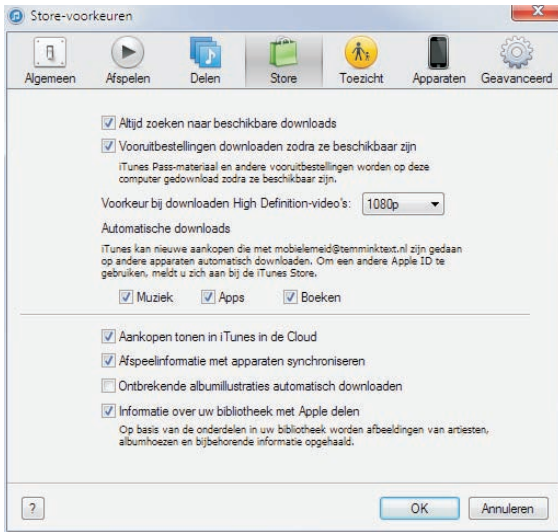 Store-voorkeuren
Algemeen Afspelen Delen Store Toezicht Apparaten Geavanceerd
Altijd zoeken naar beschikbare downloads
Vooruitbestellingen downloaden zodra ze beschikbaar zijn
iTunes Pass-materiaal en andere vooruitbestellingen worden op deze
computer gedownload zodra ze beschikbaar zijn.
Voorkeur bij downloaden High Definition-video's: 1080p
Automatische downloads
iTunes kan nieuwe aankopen die met mobielemeid@temminktext.nl zijn gedaan
op andere apparaten automatisch downloaden. Om een andere Apple ID te
gebruiken, meldt u zich aan bij de iTunes Store.
Muziek Apps Boeken
Aankopen tonen in iTunes in de Cloud
Afspeelinformatie met apparaten synchroniseren
Ontbrekende albumillustraties automatisch downloaden
Informatie over uw bibliotheek met Apple delen
Op basis van de onderdelen in uw bibliotheek worden afbeeldingen van artiesten,
albumhoezen en bijbehorende informatie opgehaald.
? OK Annuleren